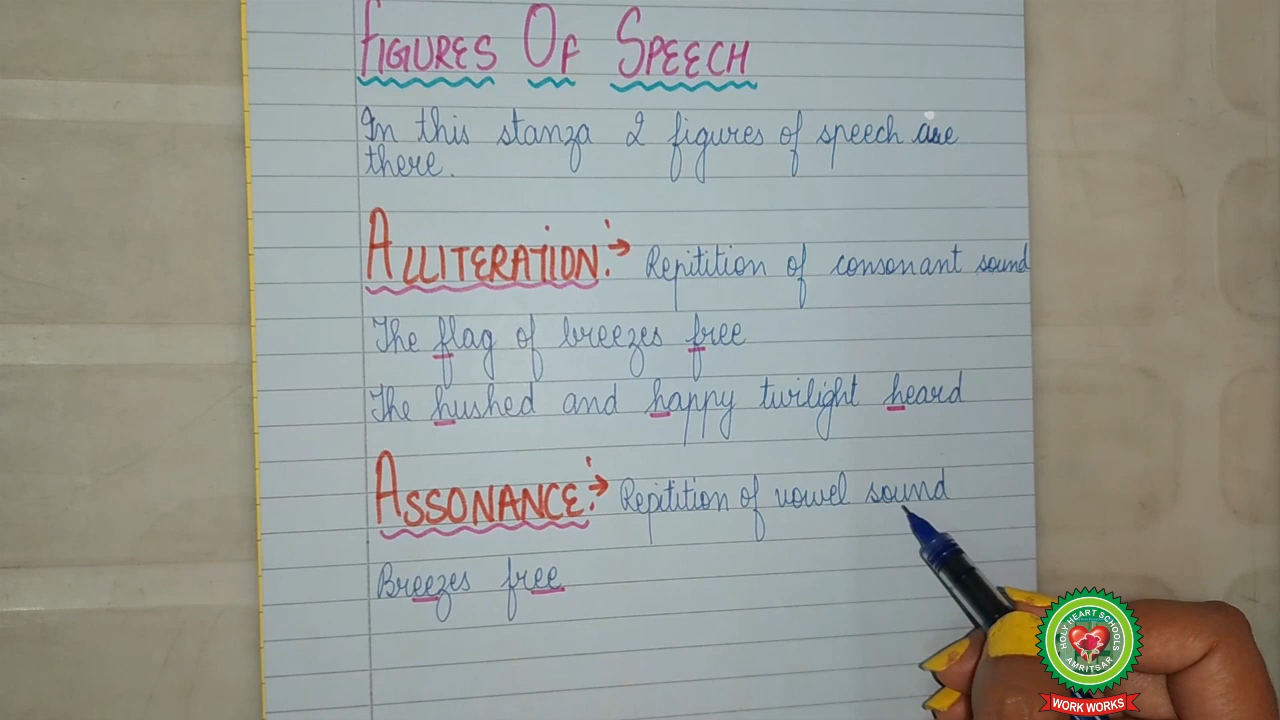 FIGURES OF SPEECH
In this stanza 2 figures of speech are
there.
ALLITERATION:→ Repitition of consonant sound
The flag of breezes free
The hushed and happy twilight heard
ASSONANCE:→ Repitition of vowel sound
Breezes free
HOLY HEART SCHOOLS
AMRITSAR
WORK WORKS